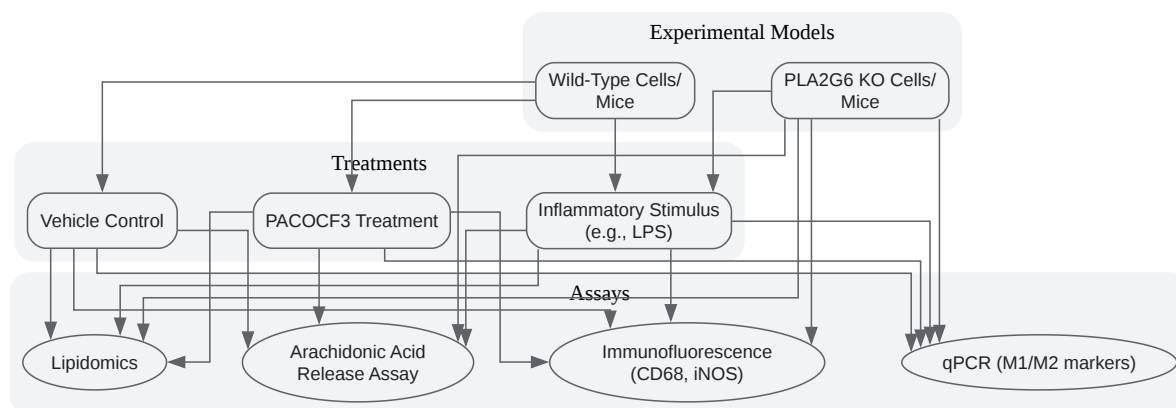 Experimental Models
Wild-Type Cells/
Mice
PLA2G6 KO Cells/
Mice
Treatments
Vehicle Control
PACOCF3 Treatment
Inflammatory Stimulus
(e.g., LPS)
Assays
Lipidomics
Arachidonic Acid
Release Assay
Immunofluorescence
(CD68, iNOS)
qPCR (M1/M2 markers)